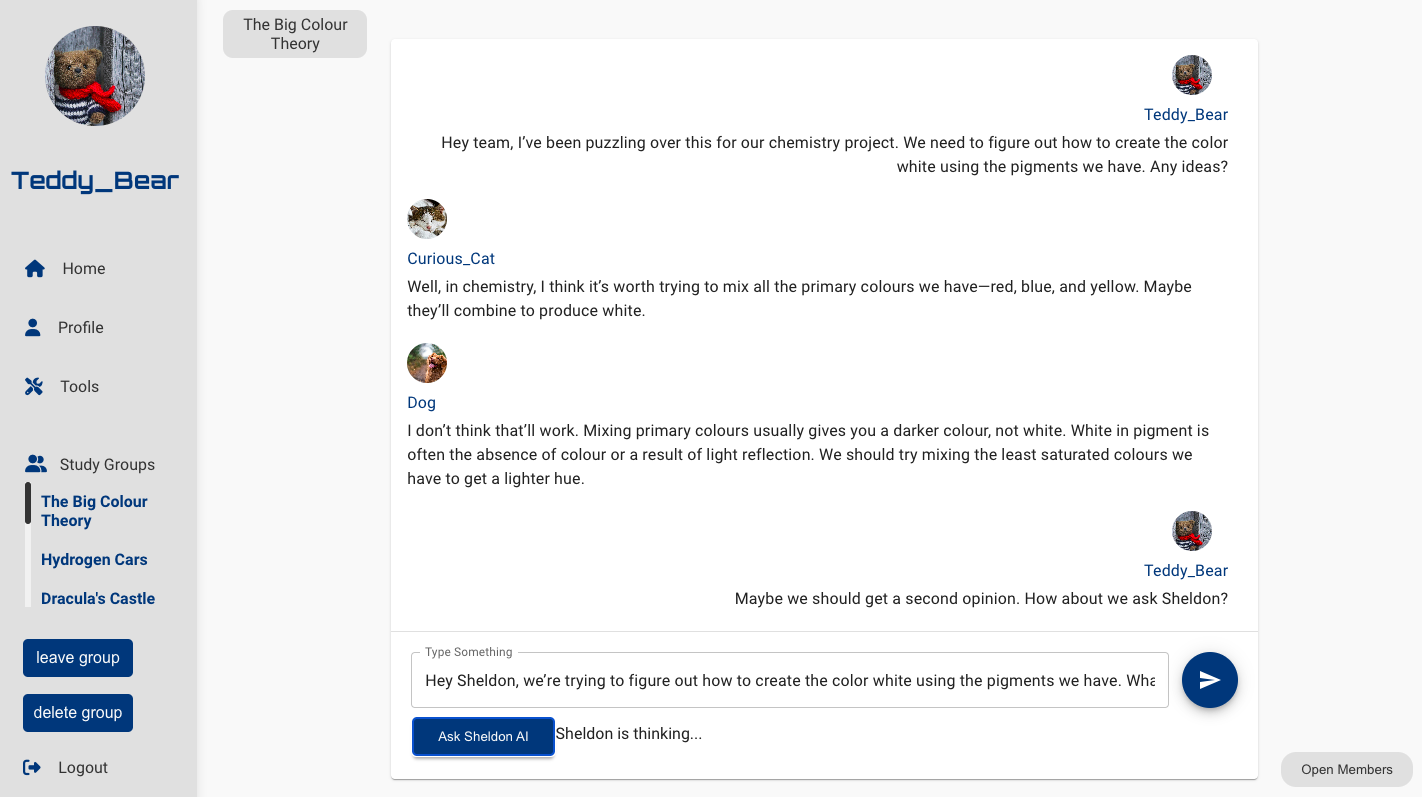 Teddy_Bear
Home
Profile
Tools
Study Groups
The Big Colour
Theory
Hydrogen Cars
Dracula's Castle
leave group
delete group
Logout
The Big Colour
Theory
Teddy_Bear
Hey team, I’ve been puzzling over this for our chemistry project. We need to figure out how to create the color
white using the pigments we have. Any ideas?
Curious_Cat
Well, in chemistry, I think it’s worth trying to mix all the primary colours we have—red, blue, and yellow. Maybe
they’ll combine to produce white.
Dog
I don’t think that’ll work. Mixing primary colours usually gives you a darker colour, not white. White in pigment is
often the absence of colour or a result of light reflection. We should try mixing the least saturated colours we
have to get a lighter hue.
Teddy_Bear
Maybe we should get a second opinion. How about we ask Sheldon?
Type Something
Hey Sheldon, we’re trying to figure out how to create the color white using the pigments we have. Wha
Ask Sheldon AI
Sheldon is thinking...
Open Members